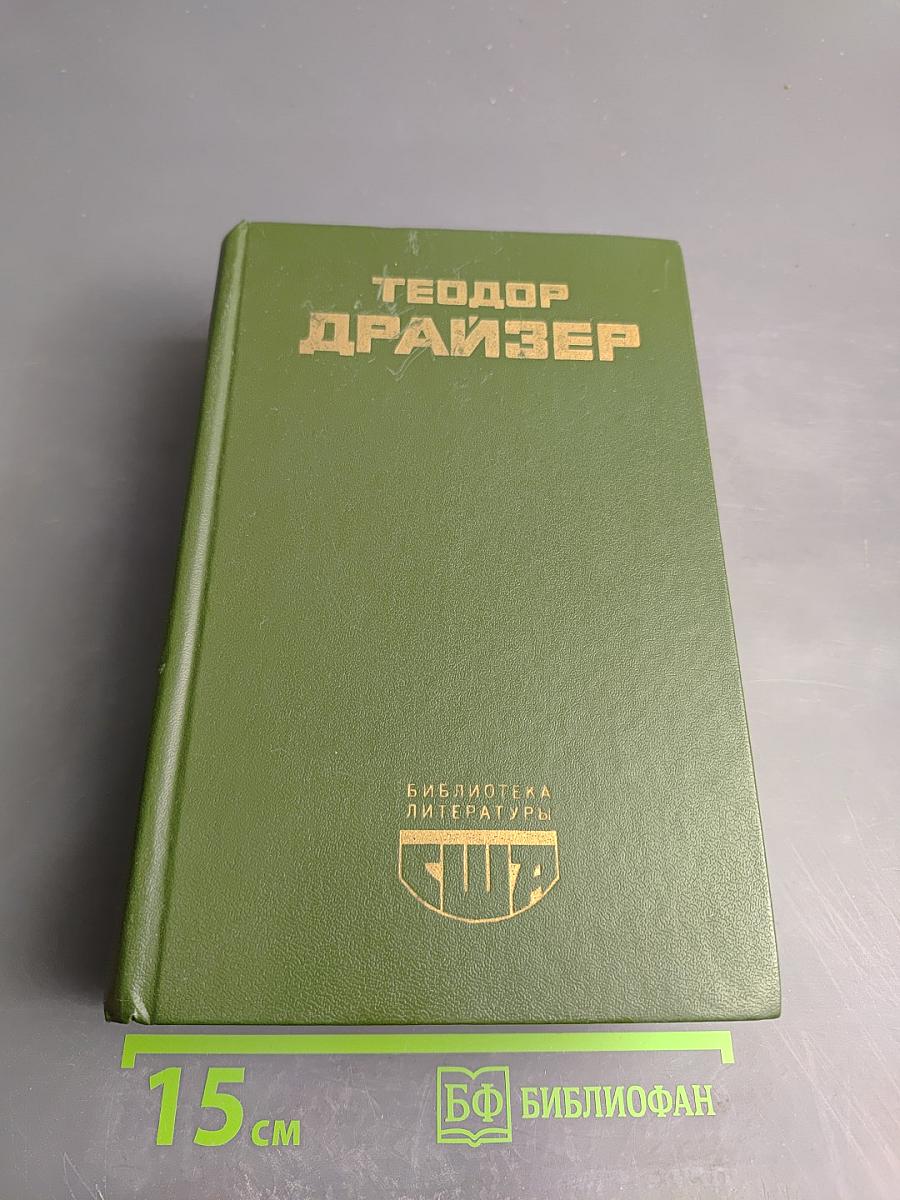 ТЕОДОР
ДРАЙЗЕР
БИБЛИОТЕКА
ЛИТЕРАТУРЫ
США
15 см
БФ БИБЛИОФАН